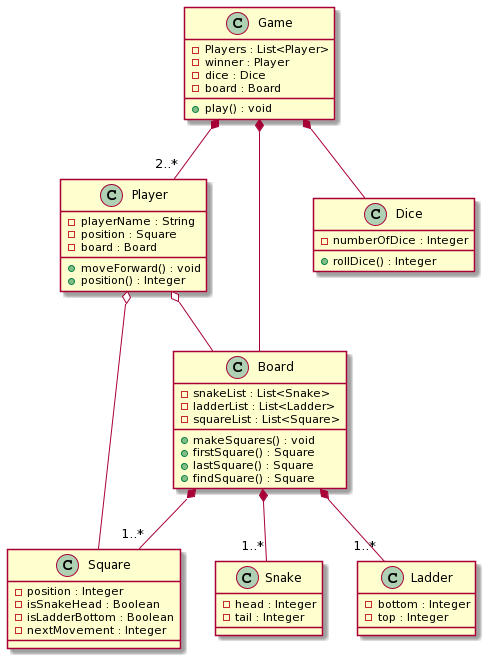 C Game
Players : List<Player>
winner : Player
dice : Dice
board : Board
play() : void
2..*
C Player
playerName : String
position : Square
board : Board
moveForward() : void
position() : Integer
C Dice
numberOfDice : Integer
rollDice() : Integer
C Board
snakeList : List<Snake>
ladderList : List<Ladder>
squareList : List<Square>
makeSquares() : void
firstSquare() : Square
lastSquare() : Square
findSquare() : Square
1..*
1..*
1..*
C Square
position : Integer
isSnakeHead : Boolean
isLadderBottom : Boolean
nextMovement : Integer
C Snake
head : Integer
tail : Integer
C Ladder
bottom : Integer
top : Integer